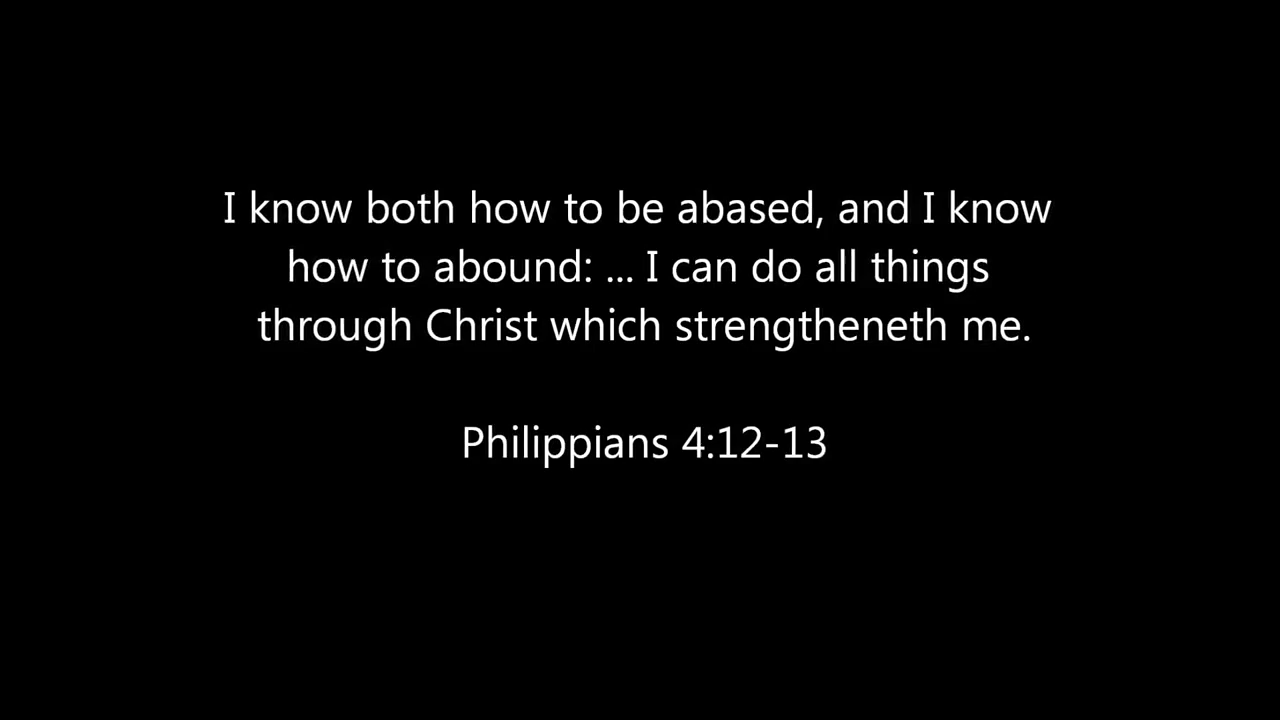 I know both how to be abased, and I know
how to abound: ... I can do all things
through Christ which strengtheneth me.
Philippians 4:12-13